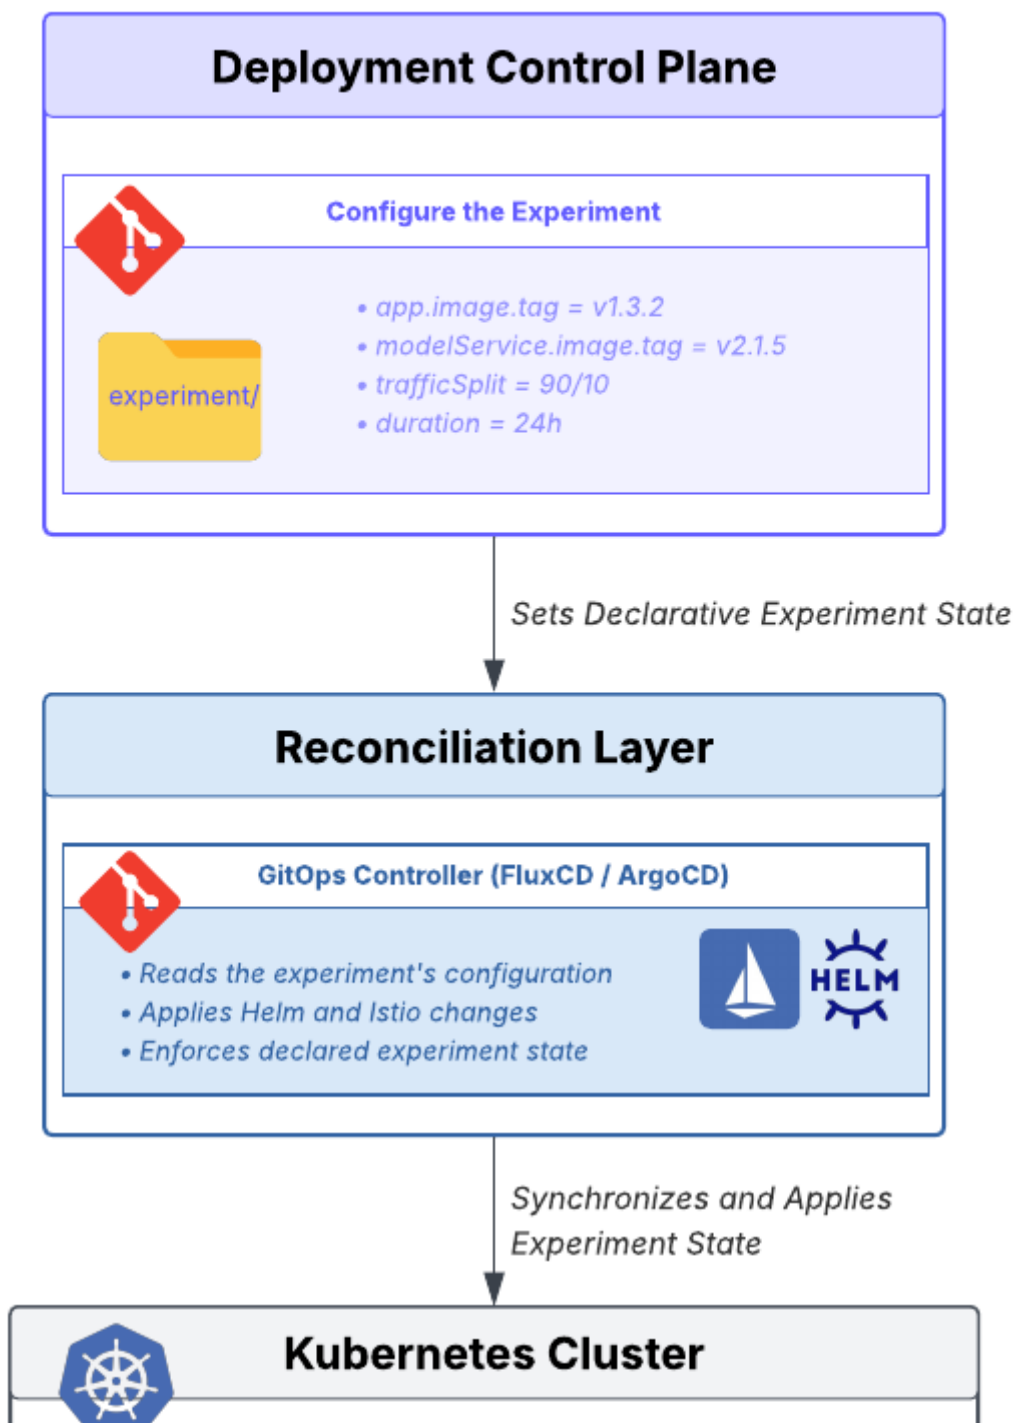 Deployment Control Plane
Configure the Experiment
experiment/
• app.image.tag = v1.3.2
• modelService.image.tag = v2.1.5
• trafficSplit = 90/10
• duration = 24h
Sets Declarative Experiment State
Reconciliation Layer
GitOps Controller (FluxCD / ArgoCD)
• Reads the experiment's configuration
• Applies Helm and Istio changes
• Enforces declared experiment state
HELM
Synchronizes and Applies
Experiment State
Kubernetes Cluster